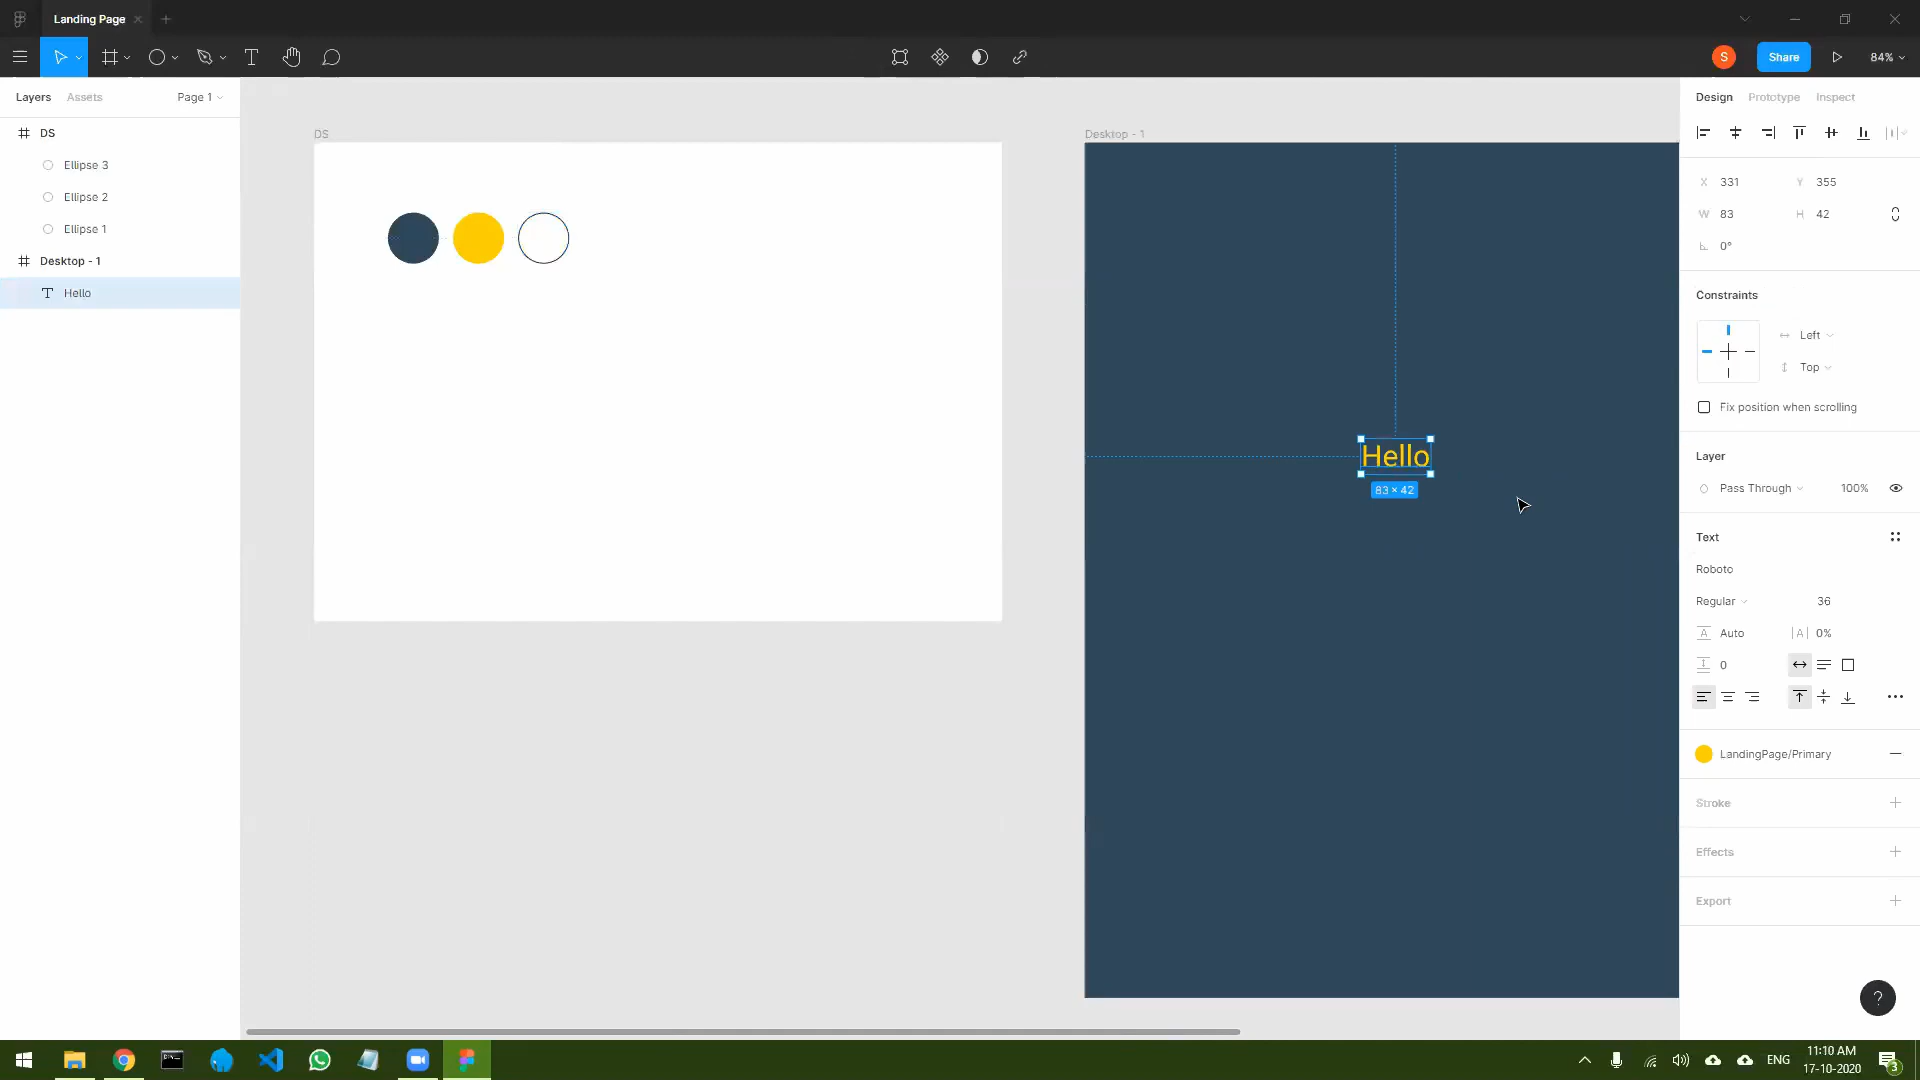 Landing Page
S
Share
84%
Layers
Assets
Page 1
DS
Ellipse 3
Ellipse 2
Ellipse 1
Desktop - 1
Hello
DS
Desktop - 1
Hello
83 × 42
Design
Prototype
Inspect
X 331
Y 355
W 83
H 42
0°
Constraints
Left
Top
Fix position when scrolling
Layer
Pass Through
100%
Text
Roboto
Regular
36
Auto
0%
0
LandingPage/Primary
Stroke
Effects
Export
?
ENG
11:10 AM
17-10-2020
3